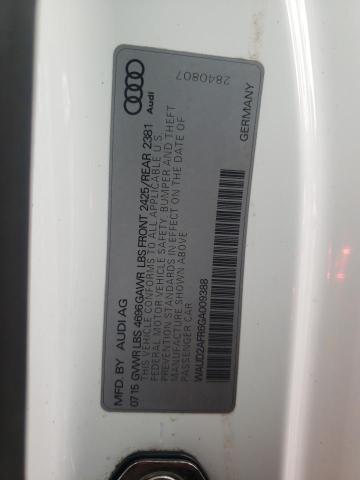 MFD. BY AUDI AG
Audi
07 15 GVWR LBS 4696 GAWR LBS FRONT 2425/REAR 2381
THIS VEHICLE CONFORMS TO ALL APPLICABLE U.S.
FEDERAL MOTOR VEHICLE SAFETY, BUMPER AND THEFT
PREVENTION STANDARDS IN EFFECT ON THE DATE OF
MANUFACTURE SHOWN ABOVE.
PASSENGER CAR
2840807
WAUD2AFR6GA009388
GERMANY